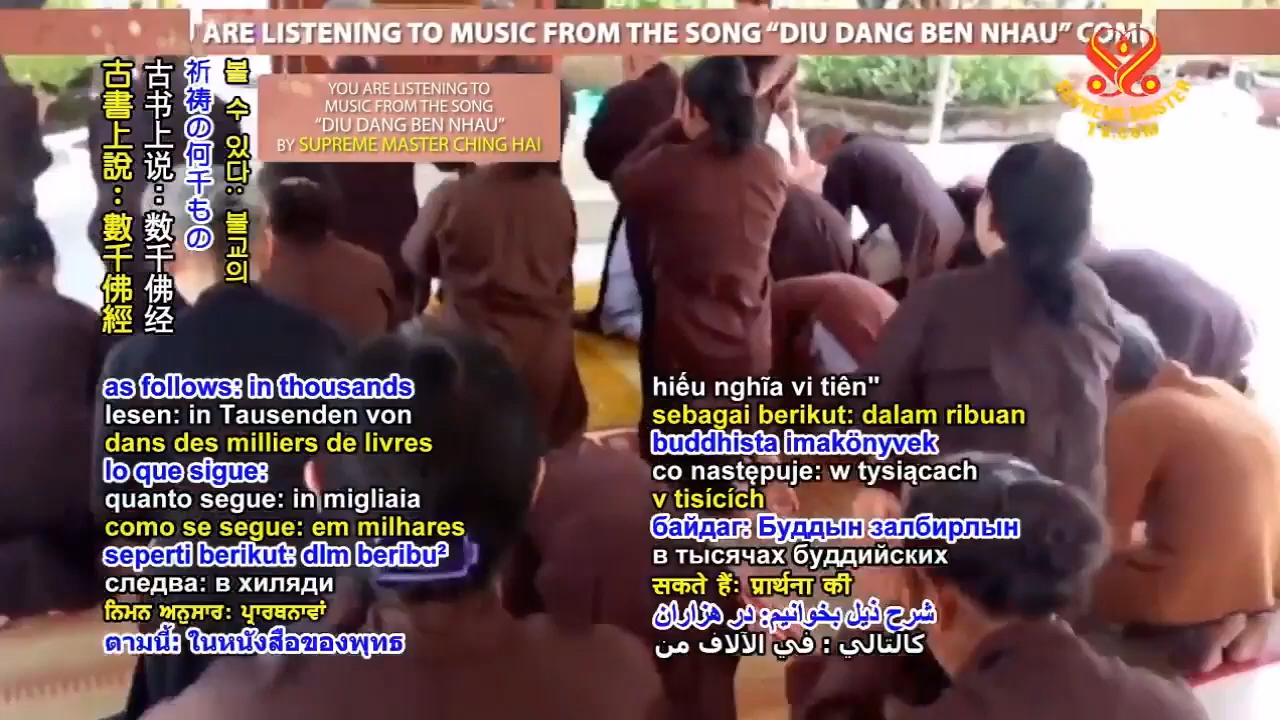 ARE LISTENING TO MUSIC FROM THE SONG “DIU DANG BEN NHAU” COM
YOU ARE LISTENING TO
MUSIC FROM THE SONG
“DIU DANG BEN NHAU”
BY SUPREME MASTER CHING HAI
SUPREME MASTER
TV.COM
古書上說：數千佛經
古书上说：数千佛经
祈祷の何千もの
볼 수 있다: 불교의
as follows: in thousands
lesen: in Tausenden von
dans des milliers de livres
lo que sigue:
quanto segue: in migliaia
como se segue: em milhares
seperti berikut: dlm beribu²
следва: в хиляди
ਨਿਮਨ ਅਨੁਸਾਰ: ਪ੍ਰਾਰਥਨਾਵਾਂ
ตามนี้: ในหนังสือของพุทธ
hiếu nghĩa vi tiên"
sebagai berikut: dalam ribuan
buddhista imakönyvek
co następuje: w tysiącach
v tisících
байдаг: Буддын залбирлын
в тысячах буддийских
सकते हैं: प्रार्थना की
شرح ذیل بخوانیم: در هزاران
كالتالي : في الآلاف من